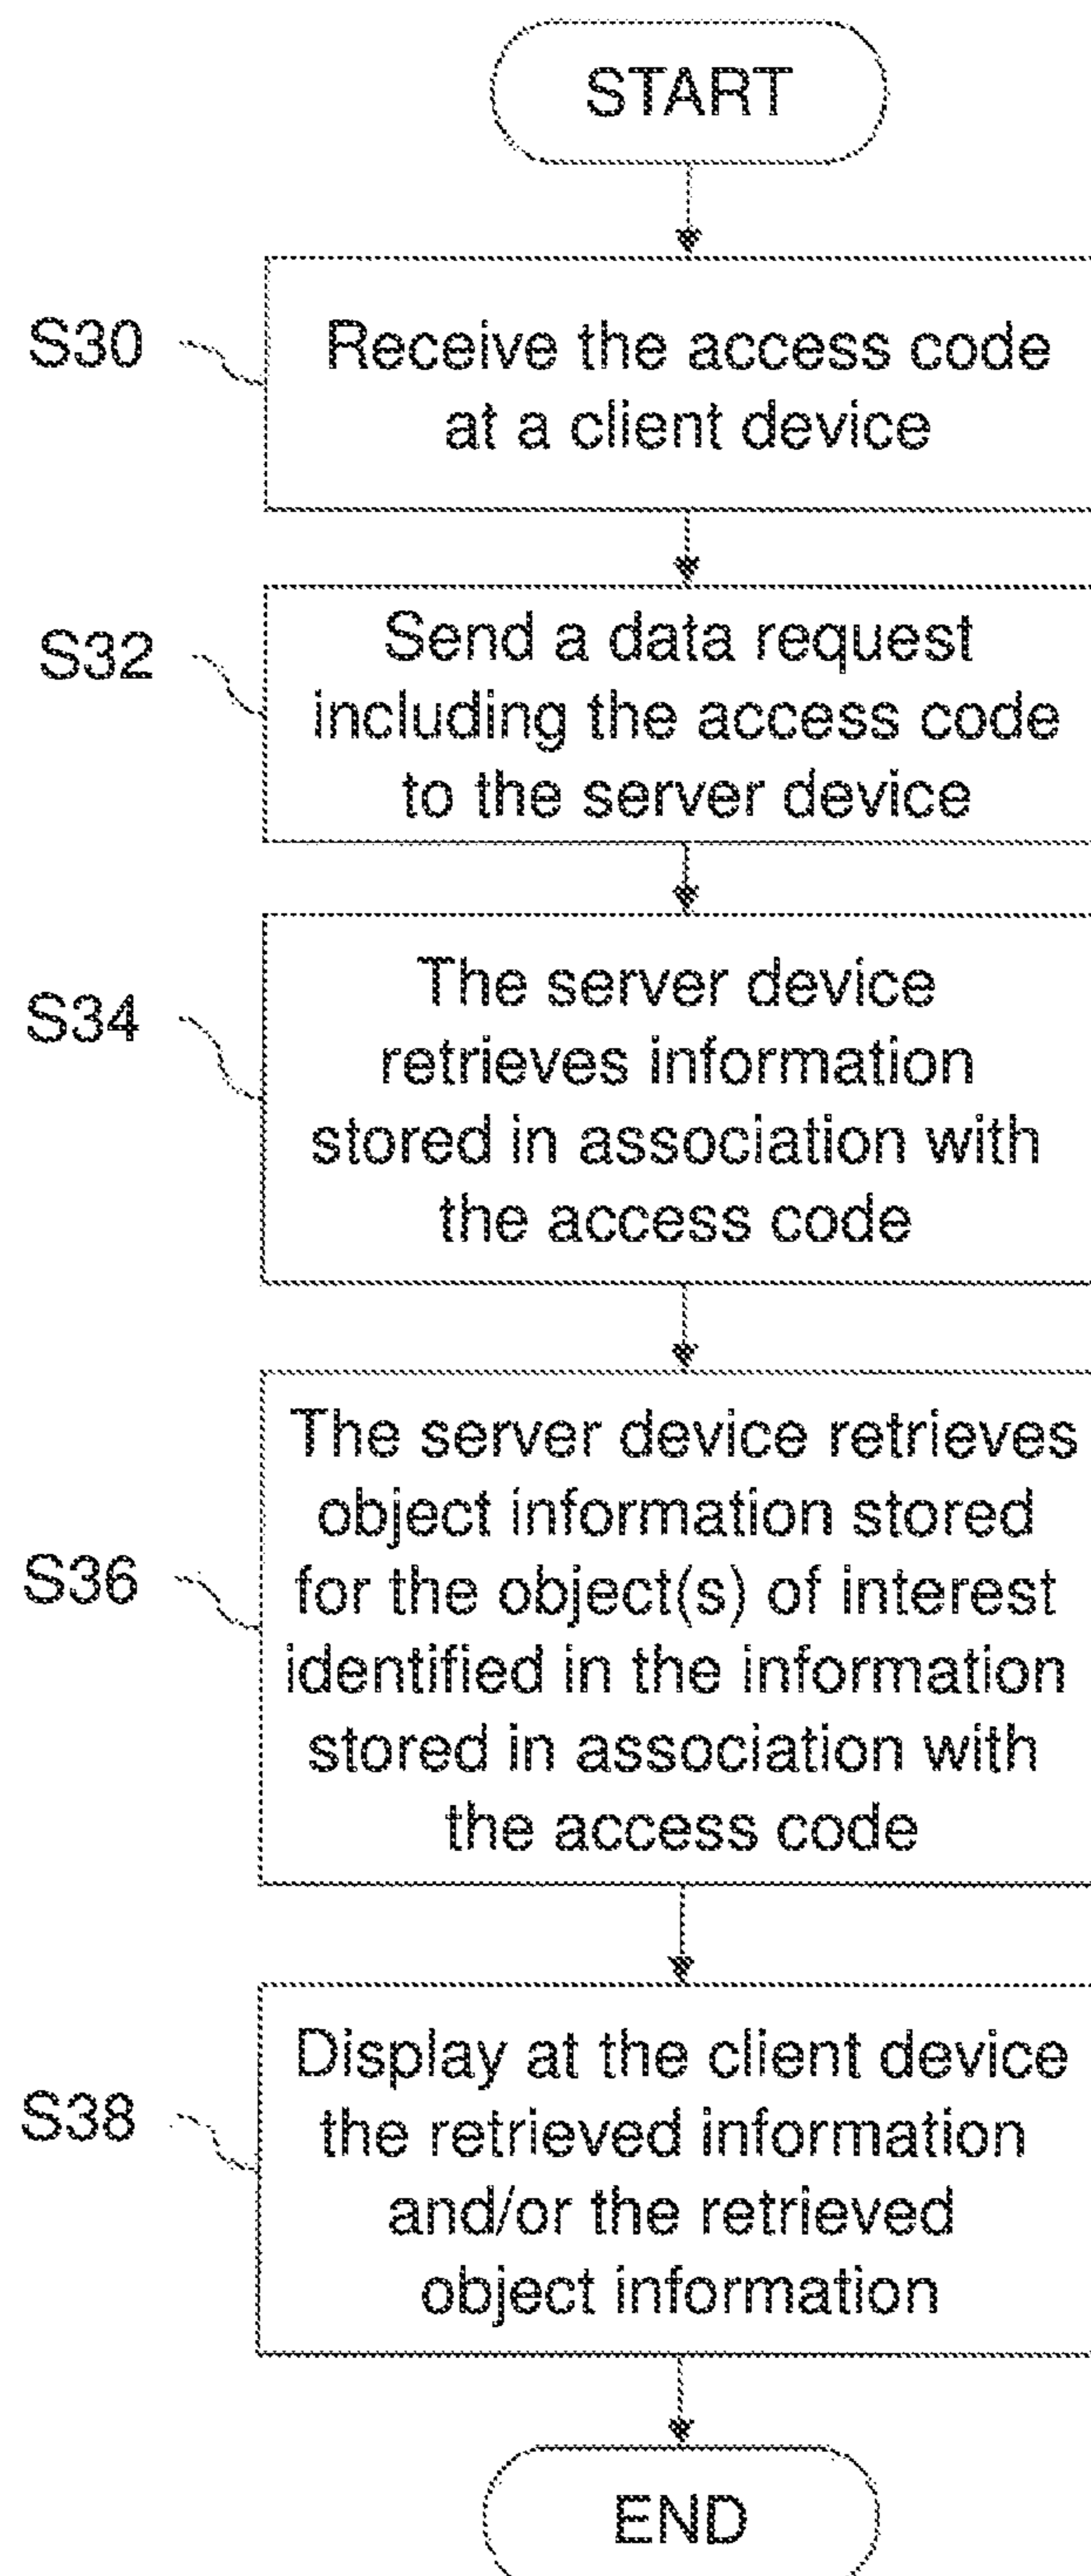 START
S30
Receive the access code
at a client device
S32
Send a data request
including the access code
to the server device
S34
The server device
retrieves information
stored in association with
the access code
S36
The server device retrieves
object information stored
for the object(s) of interest
identified in the information
stored in association with
the access code
S38
Display at the client device
the retrieved information
and/or the retrieved
object information
END